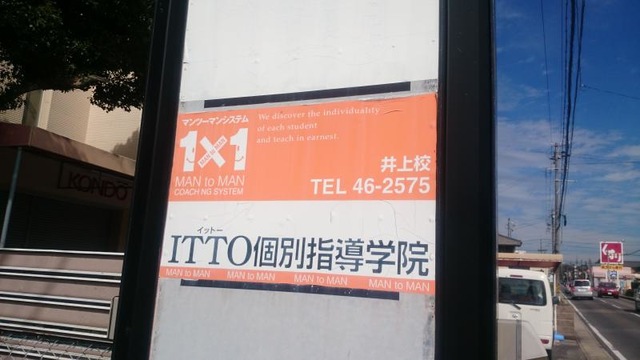 マンツーマンシステム
1×1
MAN to MAN
COACHING SYSTEM
We discover the individuality
of each student
and teach in earnest.
井上校
TEL 46-2575
イットー
ITTO個別指導学院
MAN to MAN MAN to MAN MAN to MAN MAN to MAN
KONDO